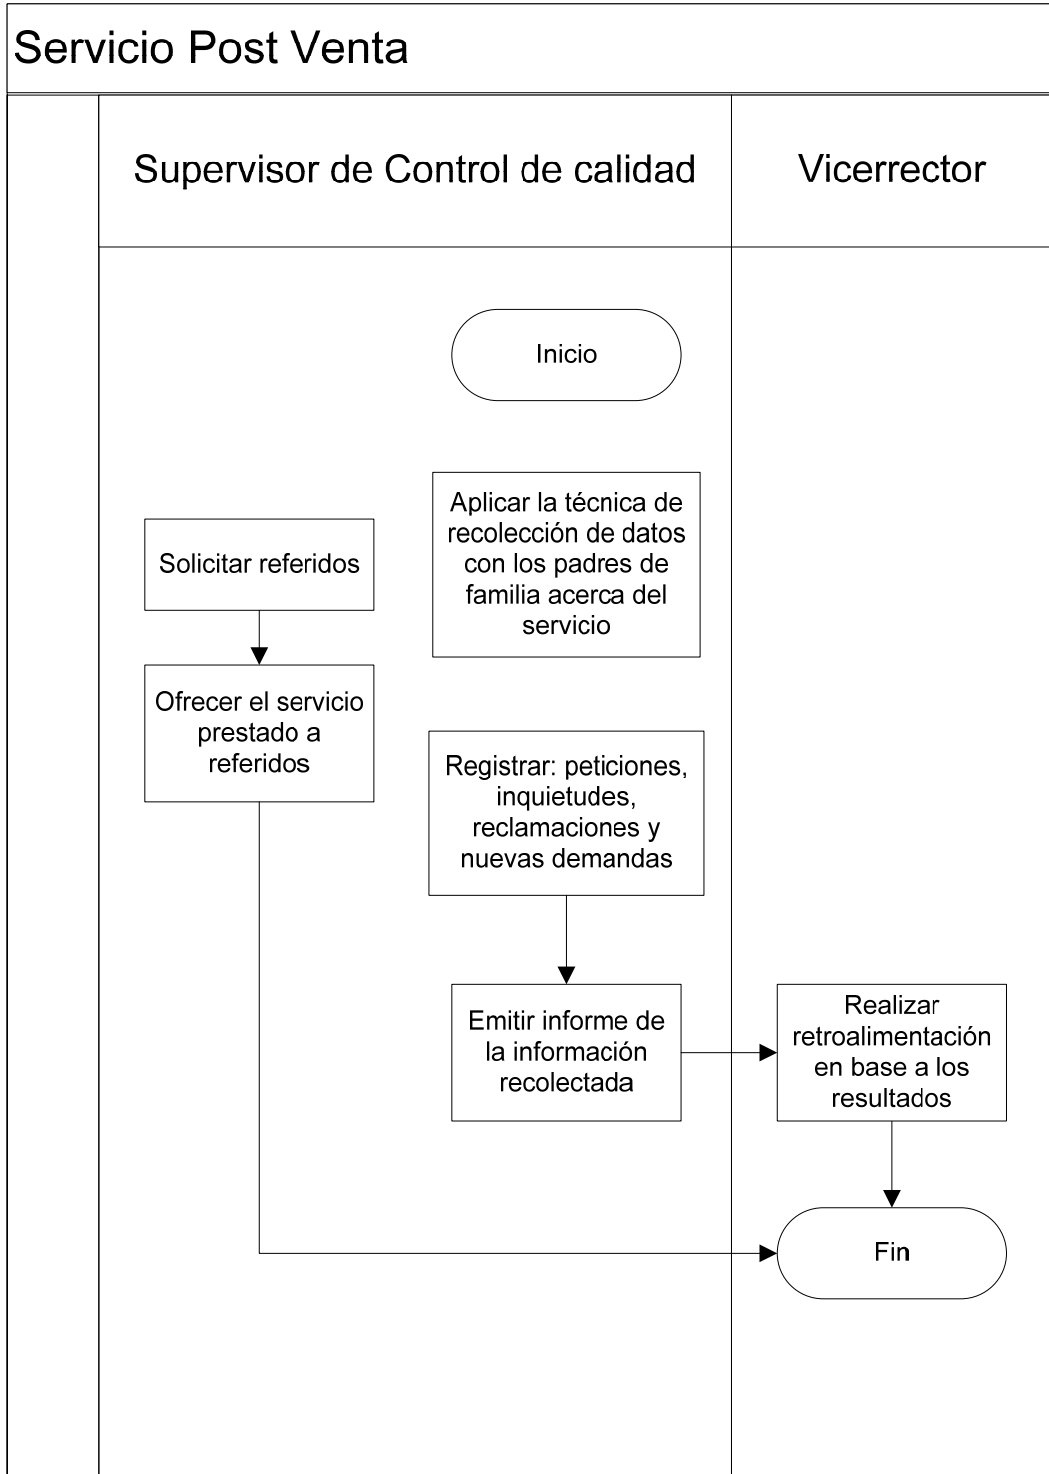 Servicio Post Venta
Supervisor de Control de calidad
Vicerrector
Inicio
Aplicar la técnica de
recolección de datos
con los padres de
familia acerca del
servicio
Solicitar referidos
Ofrecer el servicio
prestado a
referidos
Registrar: peticiones,
inquietudes,
reclamaciones y
nuevas demandas
Emitir informe de
la información
recolectada
Realizar
retroalimentación
en base a los
resultados
Fin